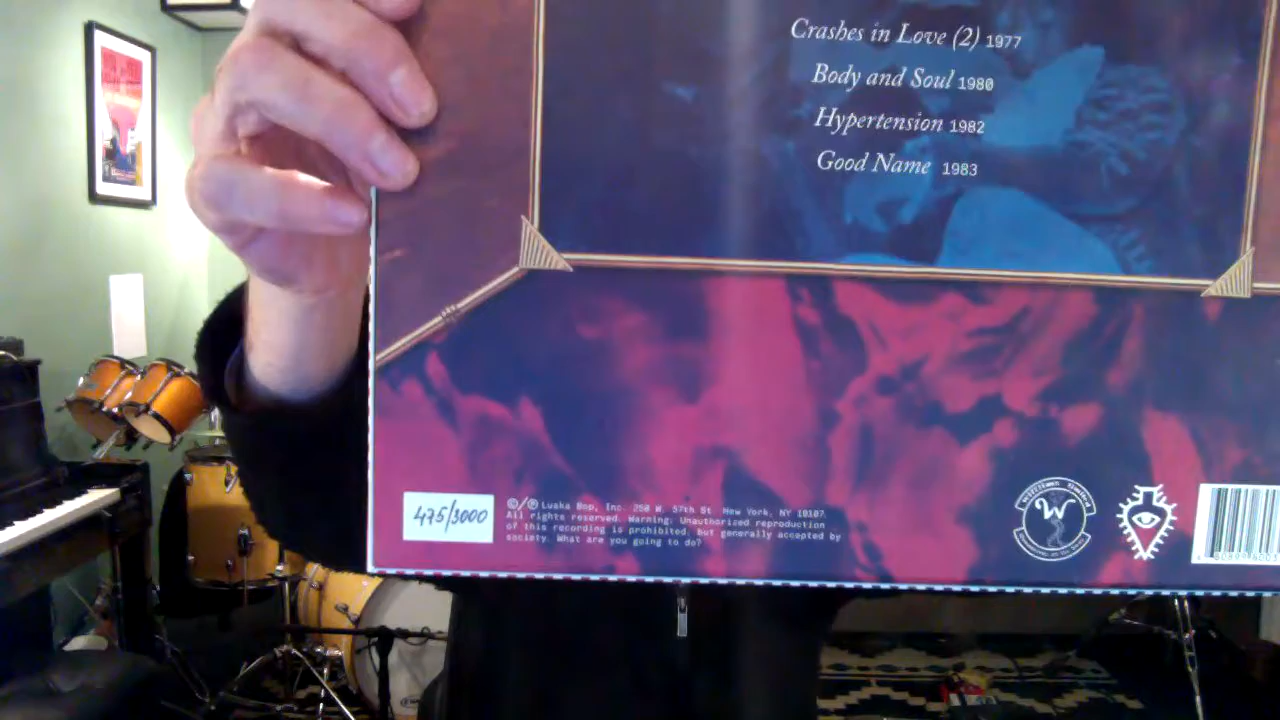 Crashes in Love (2) 1977
Body and Soul 1980
Hypertension 1982
Good Name 1983
475/3000
©/℗ Luaka Bop, Inc. 250 W. 57th St New York, NY 10107.
All rights reserved. Warning: Unauthorized reproduction
of this recording is prohibited. But generally accepted by
society. What are you going to do?
W